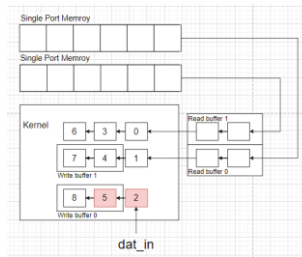 Single Port Memroy
Single Port Memroy
Kernel
Read buffer 1
6 3 0
7 4 1
Write buffer 1
Read buffer 0
8 5 2
Write buffer 0
dat_in